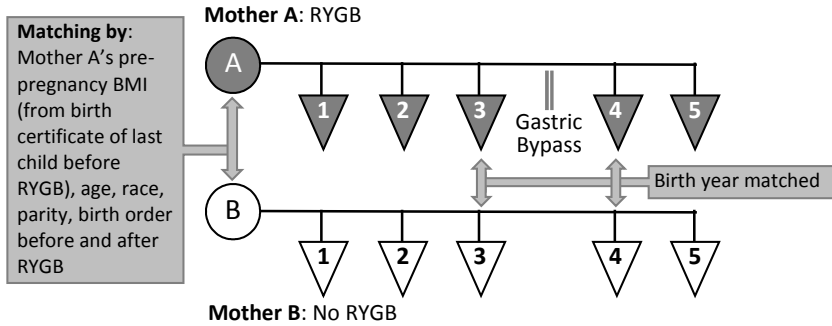 Mother A: RYGB
Matching by:
Mother A's pre-
pregnancy BMI
(from birth
certificate of last
child before
RYGB), age, race,
parity, birth order
before and after
RYGB
A
1 2 3 4 5
Gastric
Bypass
Birth year matched
B
1 2 3 4 5
Mother B: No RYGB